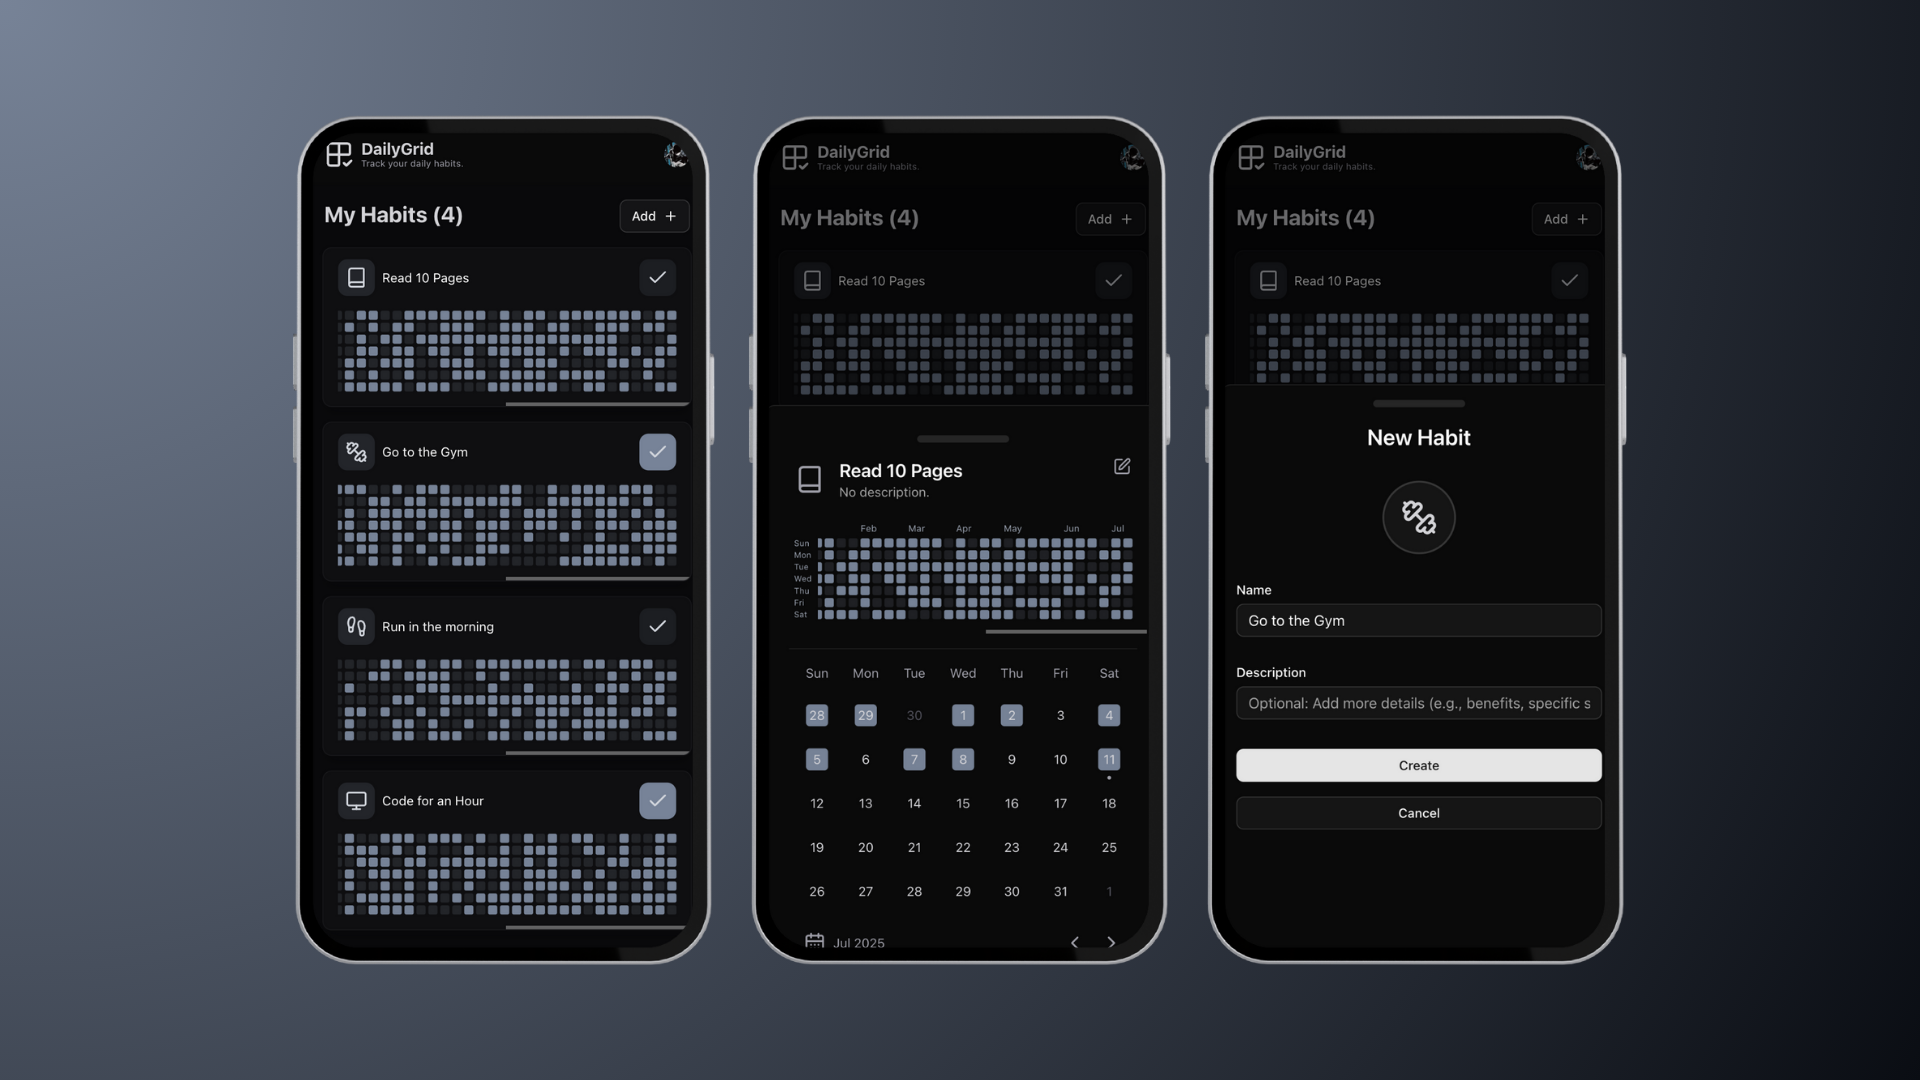 DailyGrid
Track your daily habits.
My Habits (4)
Add +
Read 10 Pages
Go to the Gym
Run in the morning
Code for an Hour
DailyGrid
Track your daily habits.
My Habits (4)
Add +
Read 10 Pages
Read 10 Pages
No description.
Feb Mar Apr May Jun Jul
Sun
Mon
Tue
Wed
Thu
Fri
Sat
Sun Mon Tue Wed Thu Fri Sat
28 29 30 1 2 3 4
5 6 7 8 9 10 11
12 13 14 15 16 17 18
19 20 21 22 23 24 25
26 27 28 29 30 31 1
Jul 2025
DailyGrid
Track your daily habits.
My Habits (4)
Add +
Read 10 Pages
New Habit
Name
Go to the Gym
Description
Optional: Add more details (e.g., benefits, specific s
Create
Cancel